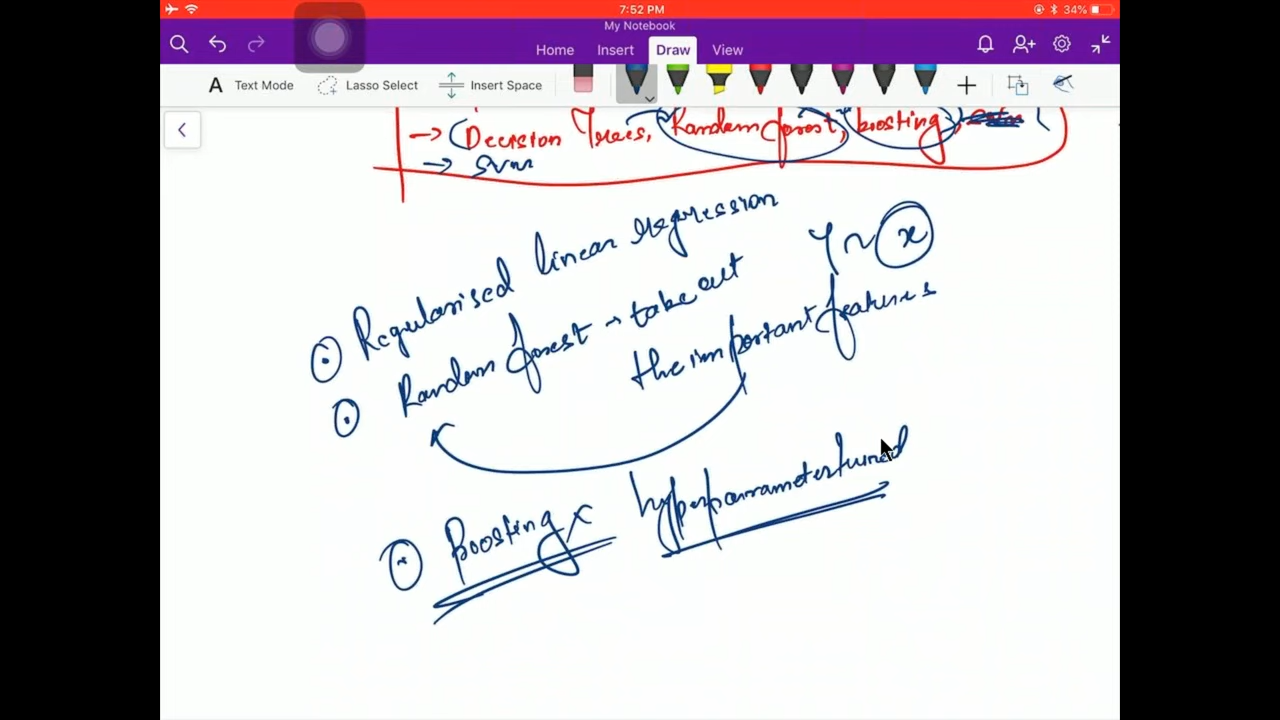 7:52 PM
34%
My Notebook
Home Insert Draw View
Text Mode Lasso Select Insert Space
→ (Decision Trees, Random forest, boosting,
→ svm
Regularised linear regression
Y ~ x
Random forest → take out
the important features
Boosting x hyperparameter tuned